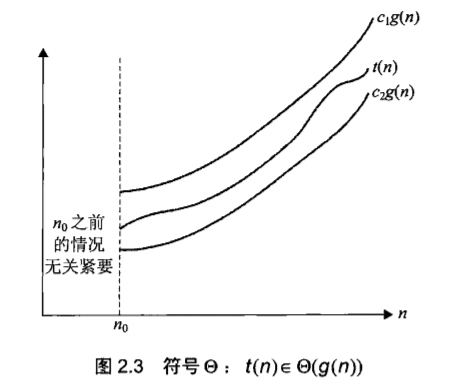 c₁g(n)
t(n)
c₂g(n)
n₀之前
的情况
无关紧要
n
n₀
图 2.3 符号Θ：t(n)∈Θ(g(n))